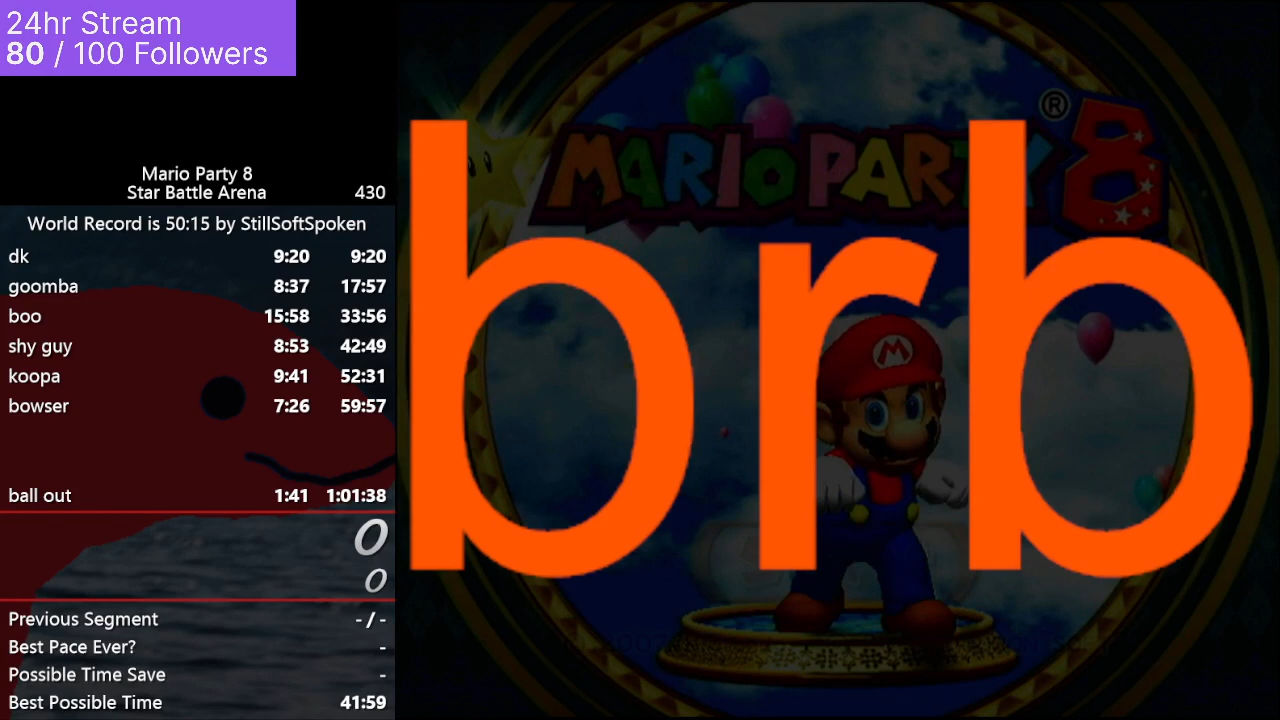 24hr Stream
80 / 100 Followers
Mario Party 8
Star Battle Arena 430
World Record is 50:15 by StillSoftSpoken
dk 9:20 9:20
goomba 8:37 17:57
boo 15:58 33:56
shy guy 8:53 42:49
koopa 9:41 52:31
bowser 7:26 59:57
ball out 1:41 1:01:38
0
0
Previous Segment - / -
Best Pace Ever? -
Possible Time Save -
Best Possible Time 41:59
MARIO PARTY 8 ®
brb
M